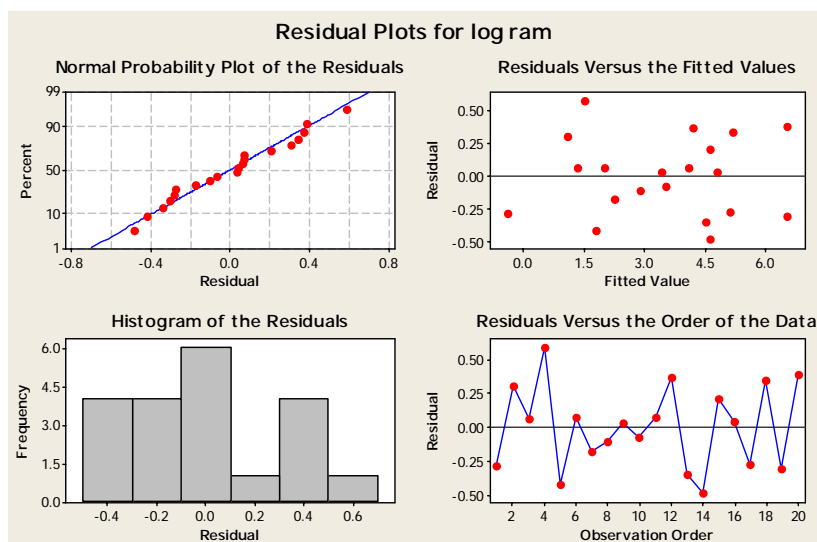 Residual Plots for log ram
Normal Probability Plot of the Residuals
99
90
50
10
1
Percent
-0.8 -0.4 0.0 0.4 0.8
Residual
Residuals Versus the Fitted Values
0.50
0.25
0.00
-0.25
-0.50
Residual
0.0 1.5 3.0 4.5 6.0
Fitted Value
Histogram of the Residuals
6.0
4.5
3.0
1.5
0.0
Frequency
-0.4 -0.2 0.0 0.2 0.4 0.6
Residual
Residuals Versus the Order of the Data
0.50
0.25
0.00
-0.25
-0.50
Residual
2 4 6 8 10 12 14 16 18 20
Observation Order